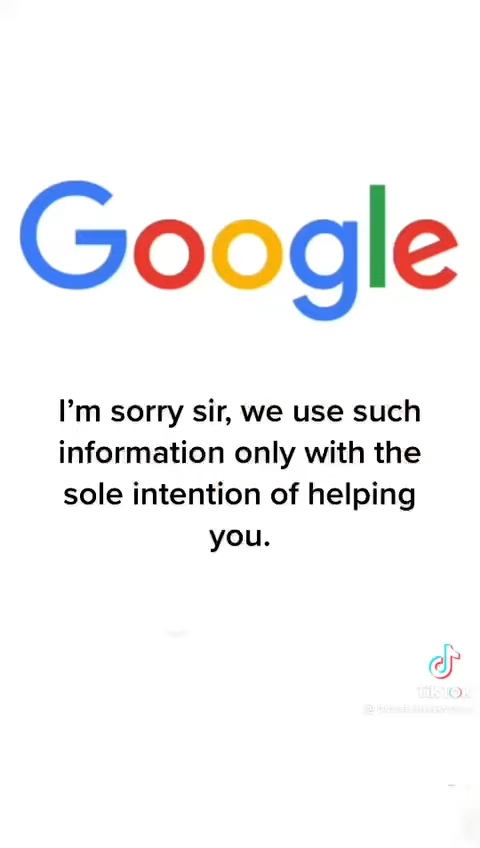 Google
I'm sorry sir, we use such
information only with the
sole intention of helping
you.
TikTok